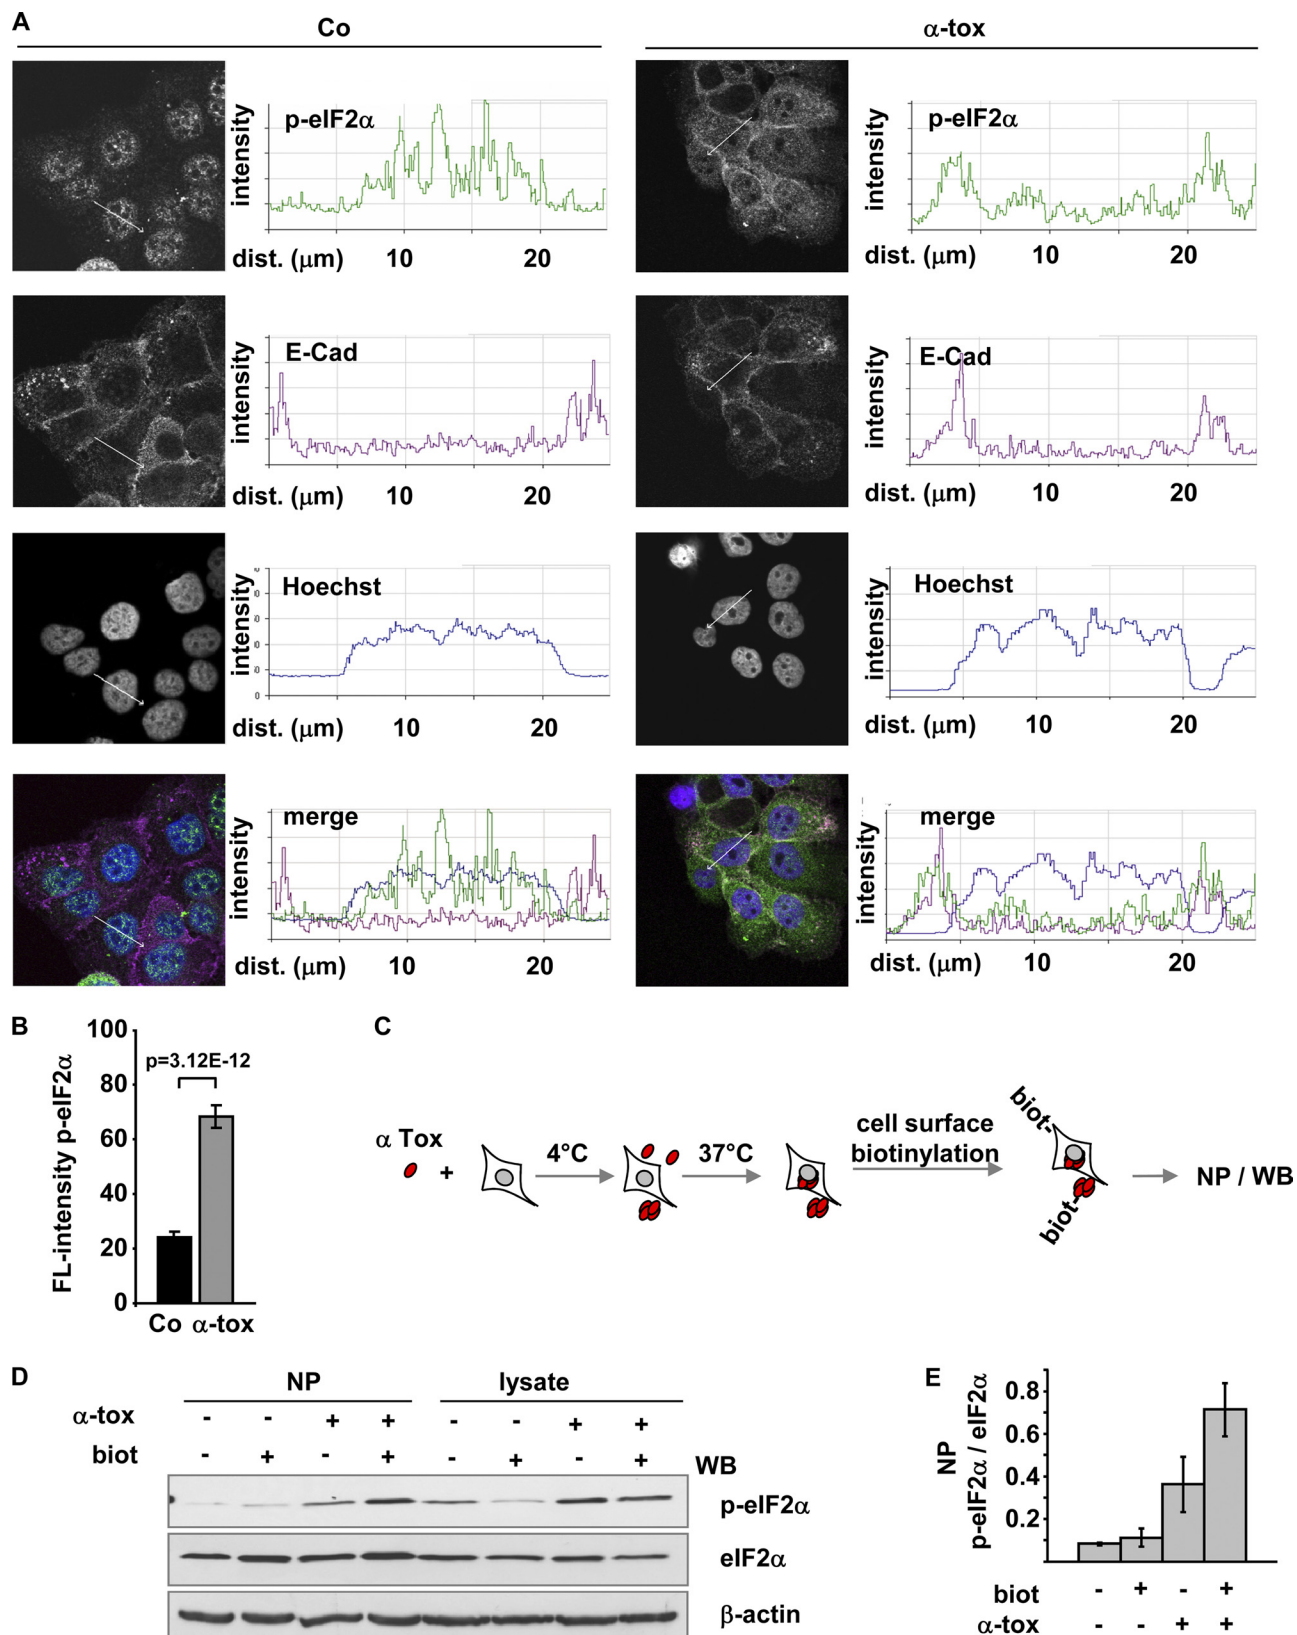 A
Co
α-tox
intensity
p-eIF2α
dist. (μm) 10 20
intensity
p-eIF2α
dist. (μm) 10 20
intensity
E-Cad
dist. (μm) 10 20
intensity
E-Cad
dist. (μm) 10 20
intensity
Hoechst
0
dist. (μm) 10 20
intensity
Hoechst
dist. (μm) 10 20
intensity
merge
dist. (μm) 10 20
intensity
merge
dist. (μm) 10 20
B
FL-intensity p-eIF2α
100
80
60
40
20
0
p=3.12E-12
Co α-tox
C
α Tox
+
4°C
37°C
cell surface
biotinylation
biot-
biot-
NP / WB
D
NP lysate
α-tox - - + + - - + +
biot - + - + - + - + WB
p-eIF2α
eIF2α
β-actin
E
NP
p-eIF2α / eIF2α
0.8
0.6
0.4
0.2
biot - + - +
α-tox - - + +